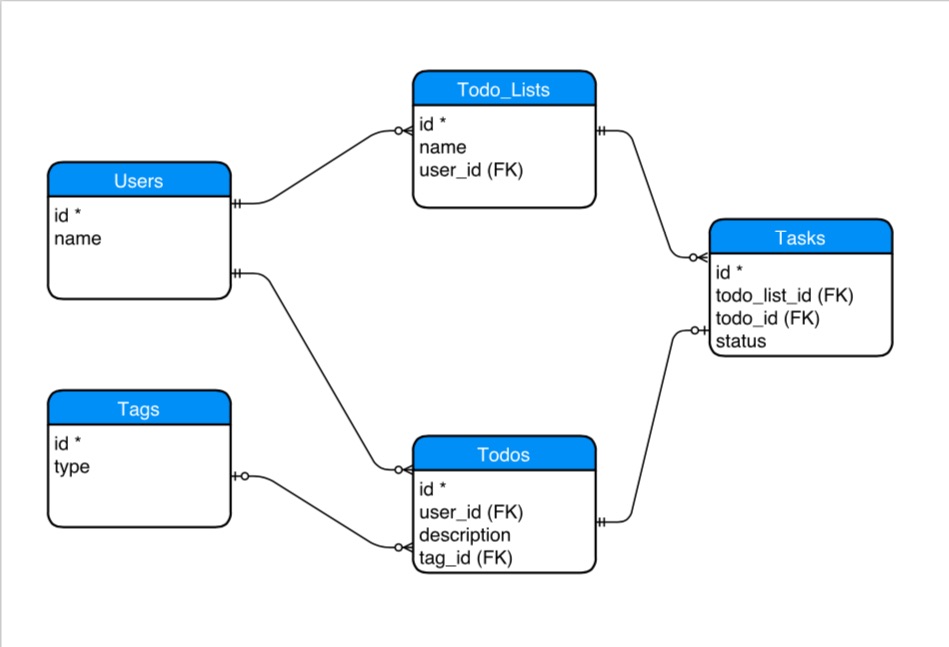 Todo_Lists
id *
name
user_id (FK)
Users
id *
name
Tasks
id *
todo_list_id (FK)
todo_id (FK)
status
Tags
id *
type
Todos
id *
user_id (FK)
description
tag_id (FK)